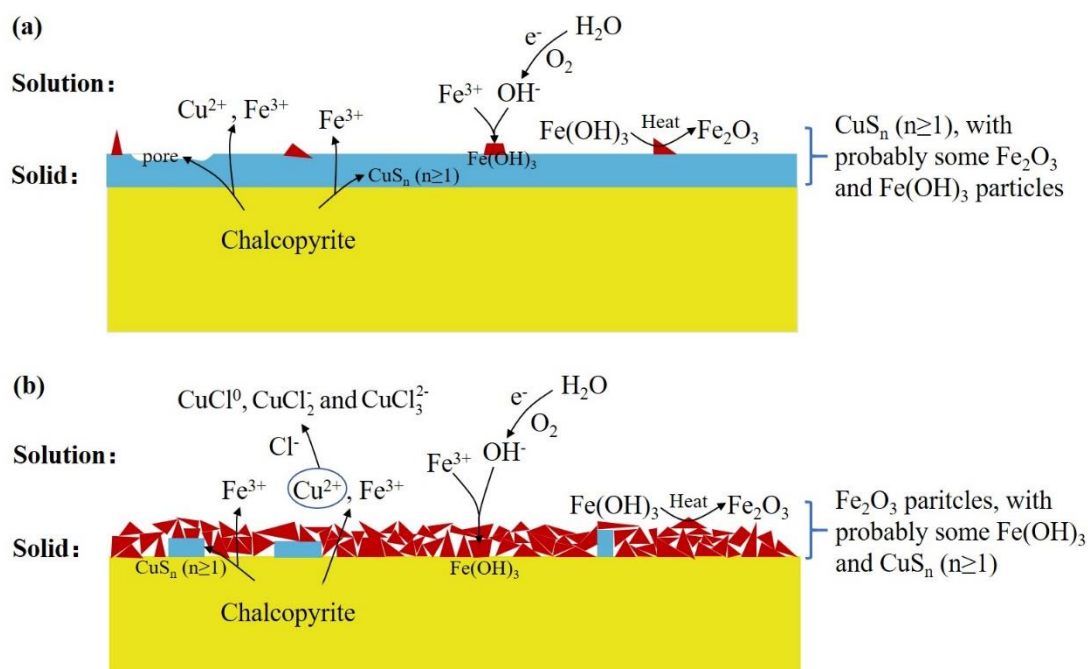 (a)
Solution:
Solid:
H₂O
e⁻
O₂
Fe³⁺
OH⁻
Cu²⁺, Fe³⁺
Fe³⁺
Fe(OH)₃ Heat Fe₂O₃
pore
Fe(OH)₃
CuSₙ (n≥1)
Chalcopyrite
CuSₙ (n≥1), with
probably some Fe₂O₃
and Fe(OH)₃ particles
(b)
Solution:
Solid:
CuCl⁰, CuCl₂⁻ and CuCl₃²⁻
Cl⁻
H₂O
e⁻
O₂
Fe³⁺
OH⁻
Fe³⁺
Cu²⁺, Fe³⁺
Fe(OH)₃ Heat Fe₂O₃
CuSₙ (n≥1)
Fe(OH)₃
Chalcopyrite
Fe₂O₃ paritcles, with
probably some Fe(OH)₃
and CuSₙ (n≥1)